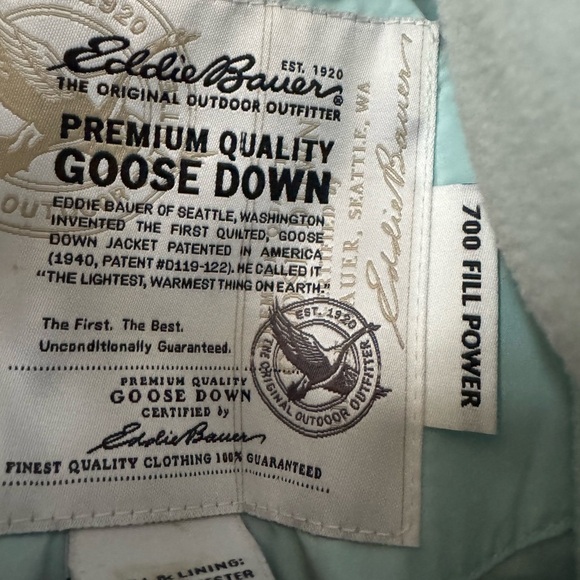 Eddie Bauer®
EST. 1920
THE ORIGINAL OUTDOOR OUTFITTER
PREMIUM QUALITY
GOOSE DOWN
EDDIE BAUER OF SEATTLE, WASHINGTON
INVENTED THE FIRST QUILTED, GOOSE
DOWN JACKET PATENTED IN AMERICA
(1940, PATENT #D119-122). HE CALLED IT
"THE LIGHTEST, WARMEST THING ON EARTH."
The First. The Best.
Unconditionally Guaranteed.
PREMIUM QUALITY
GOOSE DOWN
CERTIFIED by
Eddie Bauer
FINEST QUALITY CLOTHING 100% GUARANTEED
EST. 1920
THE ORIGINAL OUTDOOR OUTFITTER
BAUER, SEATTLE, WA
Eddie Bauer
1920
700 FILL POWER
& LINING: